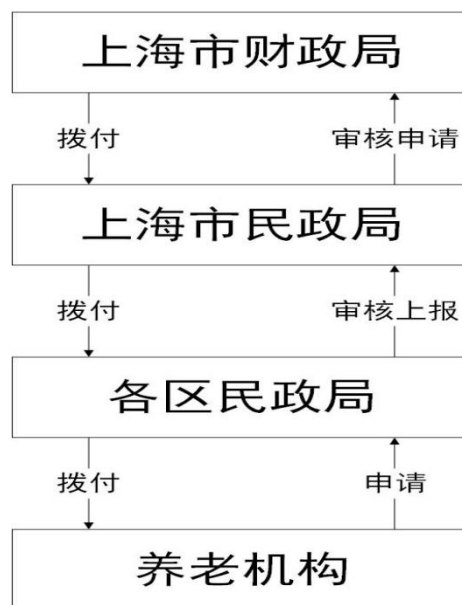 上海市财政局
拨付 审核申请
上海市民政局
拨付 审核上报
各区民政局
拨付 申请
养老机构